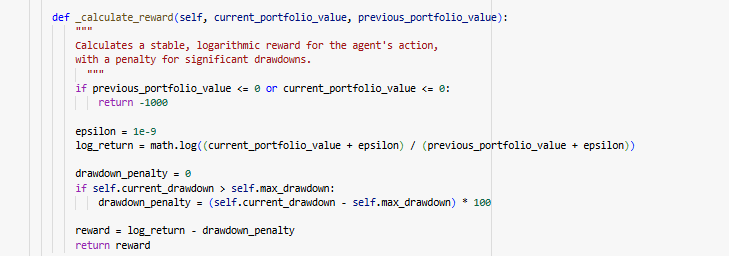 def _calculate_reward(self, current_portfolio_value, previous_portfolio_value):
"""
Calculates a stable, logarithmic reward for the agent's action,
with a penalty for significant drawdowns.
"""
if previous_portfolio_value <= 0 or current_portfolio_value <= 0:
return -1000
epsilon = 1e-9
log_return = math.log((current_portfolio_value + epsilon) / (previous_portfolio_value + epsilon))
drawdown_penalty = 0
if self.current_drawdown > self.max_drawdown:
drawdown_penalty = (self.current_drawdown - self.max_drawdown) * 100
reward = log_return - drawdown_penalty
return reward